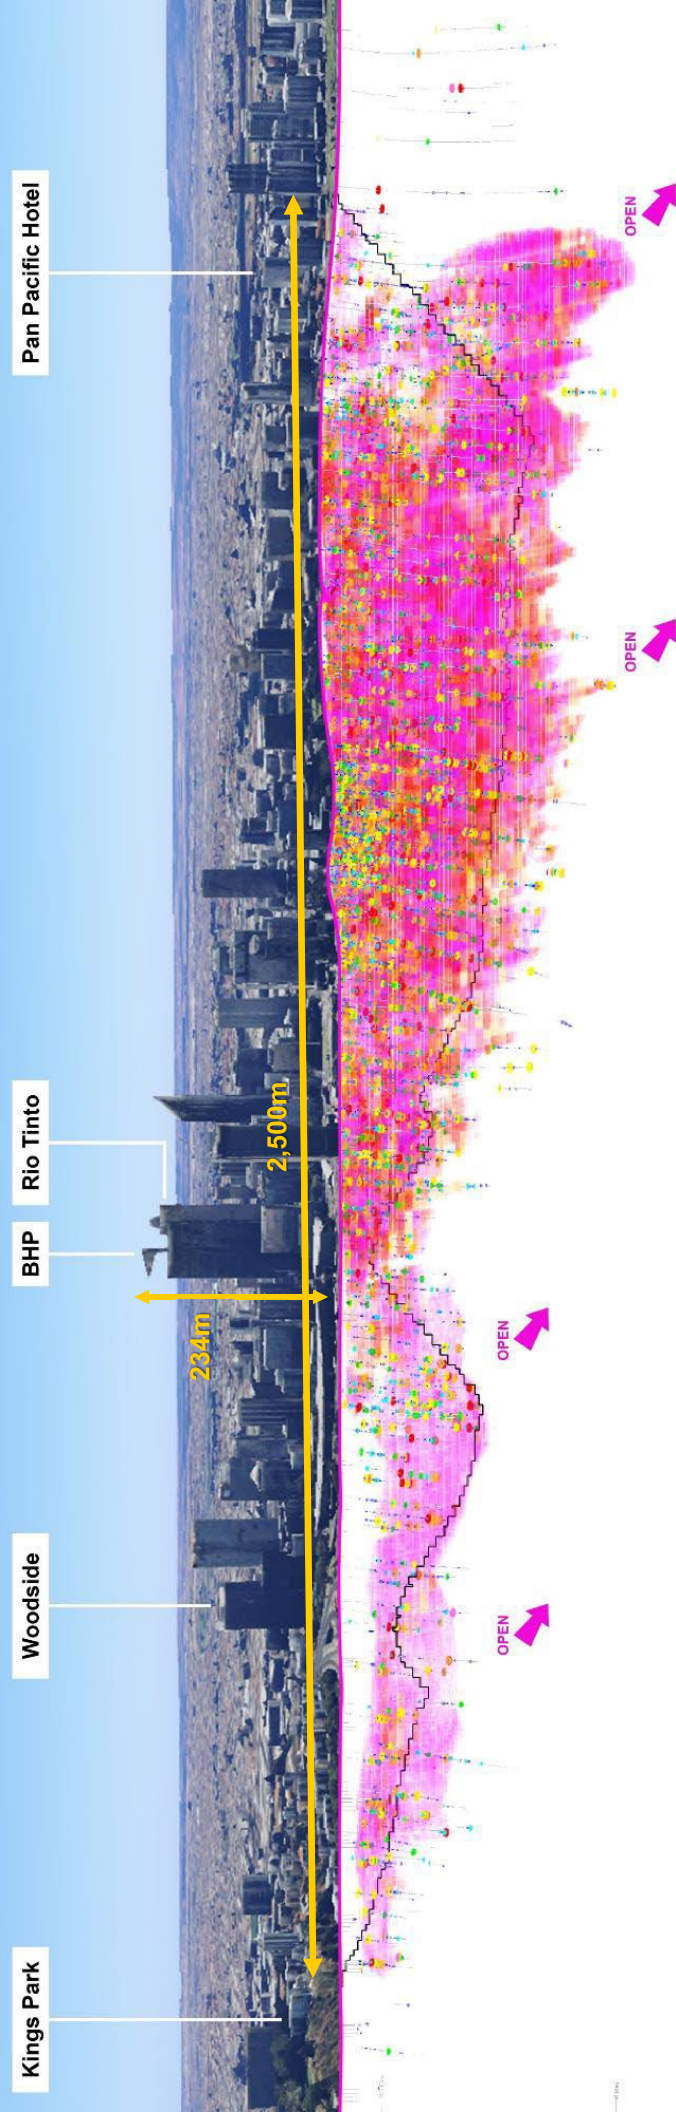 Kings Park
Woodside
BHP
Rio Tinto
Pan Pacific Hotel
234m
2,500m
OPEN
OPEN
OPEN
OPEN